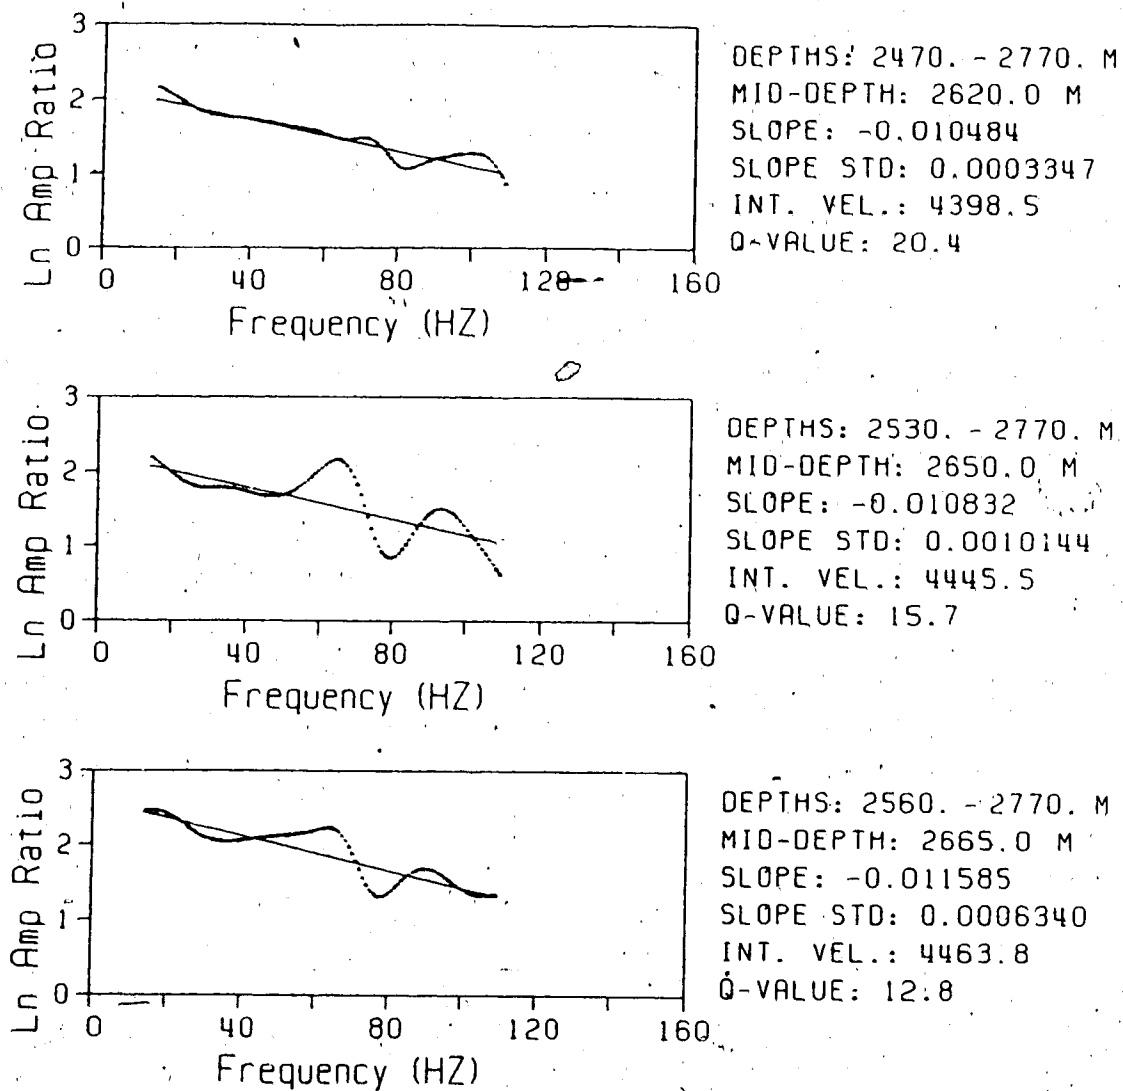 3
2
1
0
Ln Amp Ratio
0 40 80 120 160
Frequency (HZ)
DEPTHS: 2470. - 2770. M
MID-DEPTH: 2620.0 M
SLOPE: -0.010484
SLOPE STD: 0.0003347
INT. VEL.: 4398.5
Q-VALUE: 20.4
3
2
1
0
Ln Amp Ratio
0 40 80 120 160
Frequency (HZ)
DEPTHS: 2530. - 2770. M
MID-DEPTH: 2650.0 M
SLOPE: -0.010832
SLOPE STD: 0.0010144
INT. VEL.: 4445.5
Q-VALUE: 15.7
3
2
1
0
Ln Amp Ratio
0 40 80 120 160
Frequency (HZ)
DEPTHS: 2560. - 2770. M
MID-DEPTH: 2665.0 M
SLOPE: -0.011585
SLOPE STD: 0.0006340
INT. VEL.: 4463.8
Q-VALUE: 12.8